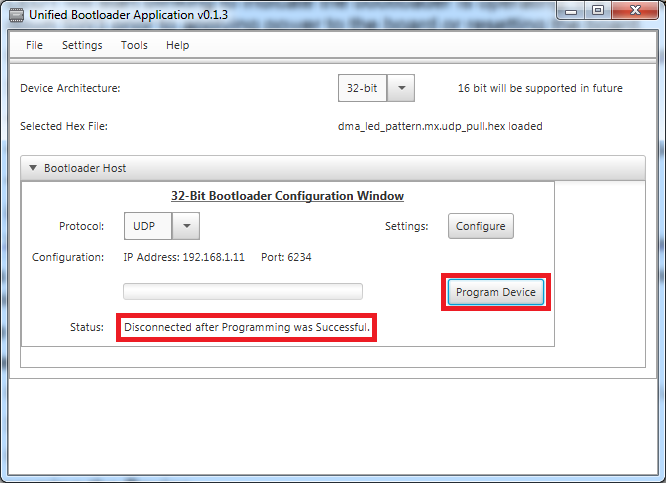 Unified Bootloader Application v0.1.3
File Settings Tools Help
Device Architecture: 32-bit 16 bit will be supported in future
Selected Hex File: dma_led_pattern.mx.udp_pull.hex loaded
Bootloader Host
32-Bit Bootloader Configuration Window
Protocol: UDP Settings: Configure
Configuration: IP Address: 192.168.1.11 Port: 6234
Program Device
Status: Disconnected after Programming was Successful.